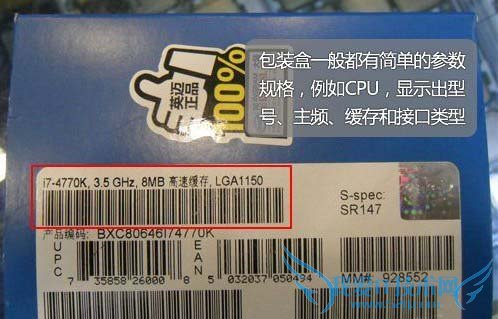 包装盒一般都有简单的参数
规格，例如CPU，显示出型
号、主频、缓存和接口类型
英迈
正品
100%
i7-4770K, 3.5 GHz, 8MB 高速缓存, LGA1150
S-spec:
SR147
产品编码: BXC80646I74770K
UPC
EAN
7 35858 26000 8
5 032037 050494
MM# 928552